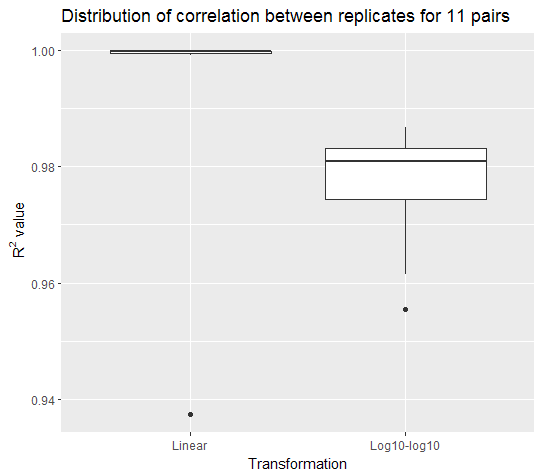 Distribution of correlation between replicates for 11 pairs
1.00
0.98
0.96
0.94
R² value
Linear
Log10-log10
Transformation